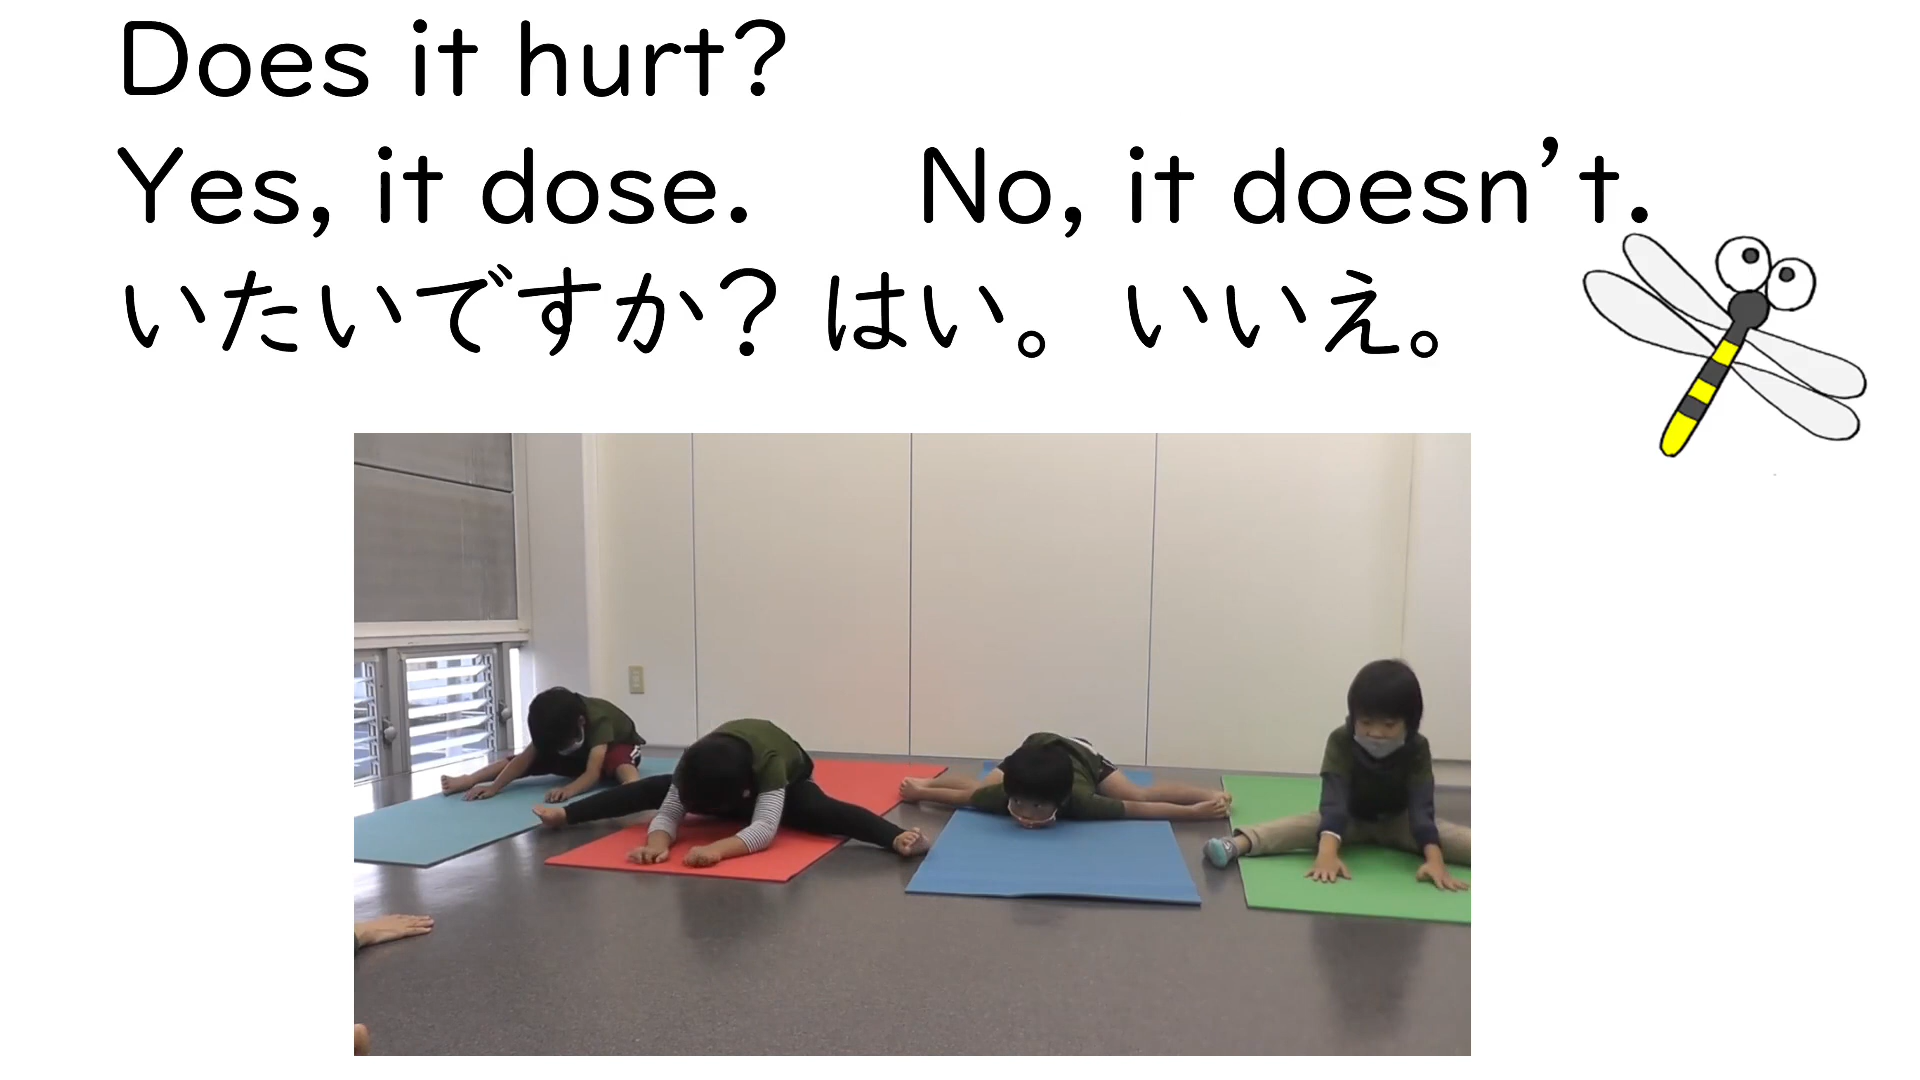 Does it hurt?
Yes, it dose. No, it doesn't.
いたいですか？ はい。 いいえ。